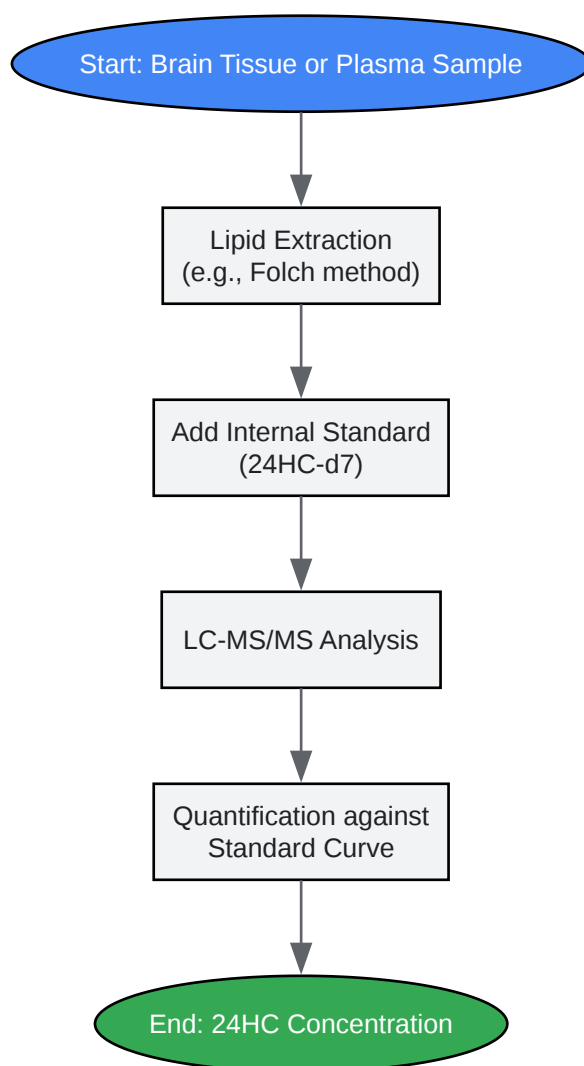 Start: Brain Tissue or Plasma Sample
Lipid Extraction
(e.g., Folch method)
Add Internal Standard
(24HC-d7)
LC-MS/MS Analysis
Quantification against
Standard Curve
End: 24HC Concentration